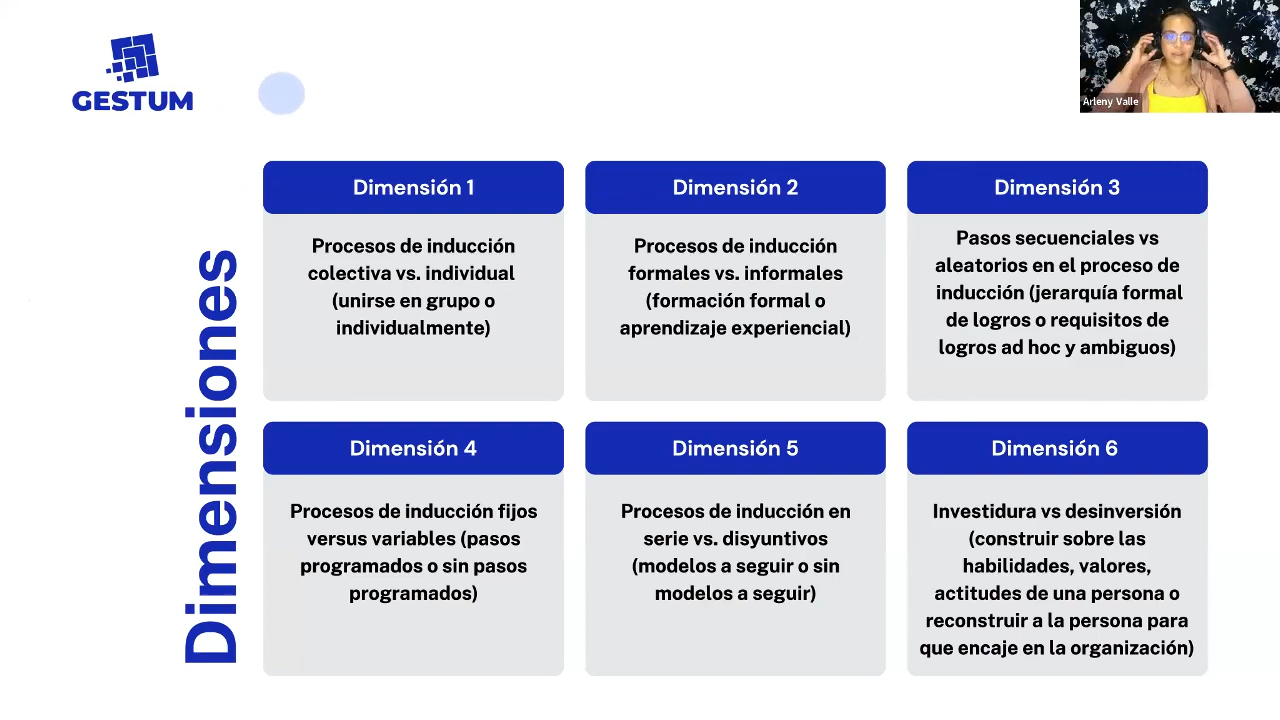 GESTUM
Arleny Valle
Dimensiones
Dimensión 1
Procesos de inducción
colectiva vs. individual
(unirse en grupo o
individualmente)
Dimensión 2
Procesos de inducción
formales vs. informales
(formación formal o
aprendizaje experiencial)
Dimensión 3
Pasos secuenciales vs
aleatorios en el proceso de
inducción (jerarquía formal
de logros o requisitos de
logros ad hoc y ambiguos)
Dimensión 4
Procesos de inducción fijos
versus variables (pasos
programados o sin pasos
programados)
Dimensión 5
Procesos de inducción en
serie vs. disyuntivos
(modelos a seguir o sin
modelos a seguir)
Dimensión 6
Investidura vs desinversión
(construir sobre las
habilidades, valores,
actitudes de una persona o
reconstruir a la persona para
que encaje en la organización)